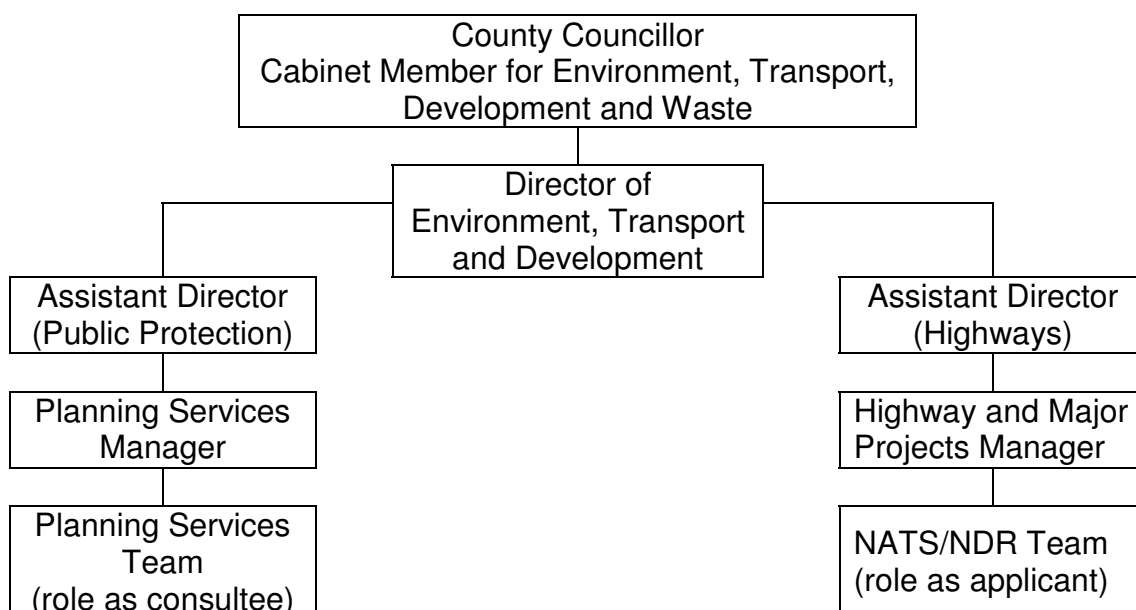 County Councillor
Cabinet Member for Environment, Transport,
Development and Waste
Director of
Environment, Transport
and Development
Assistant Director
(Public Protection)
Assistant Director
(Highways)
Planning Services
Manager
Highway and Major
Projects Manager
Planning Services
Team
(role as consultee)
NATS/NDR Team
(role as applicant)